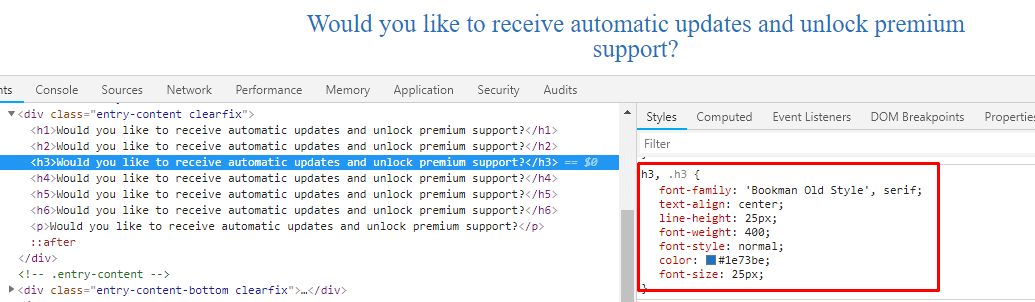 Would you like to receive automatic updates and unlock premium
support?
nts Console Sources Network Performance Memory Application Security Audits
<div class="entry-content clearfix">
<h1>Would you like to receive automatic updates and unlock premium support?</h1>
<h2>Would you like to receive automatic updates and unlock premium support?</h2>
<h3>Would you like to receive automatic updates and unlock premium support?</h3> == $0
<h4>Would you like to receive automatic updates and unlock premium support?</h4>
<h5>Would you like to receive automatic updates and unlock premium support?</h5>
<h6>Would you like to receive automatic updates and unlock premium support?</h6>
<p>Would you like to receive automatic updates and unlock premium support?</p>
::after
</div>
<!-- .entry-content -->
<div class="entry-content-bottom clearfix">…</div>
Styles Computed Event Listeners DOM Breakpoints Propertie
Filter
}
h3, .h3 {
font-family: 'Bookman Old Style', serif;
text-align: center;
line-height: 25px;
font-weight: 400;
font-style: normal;
color: #1e73be;
font-size: 25px;
}